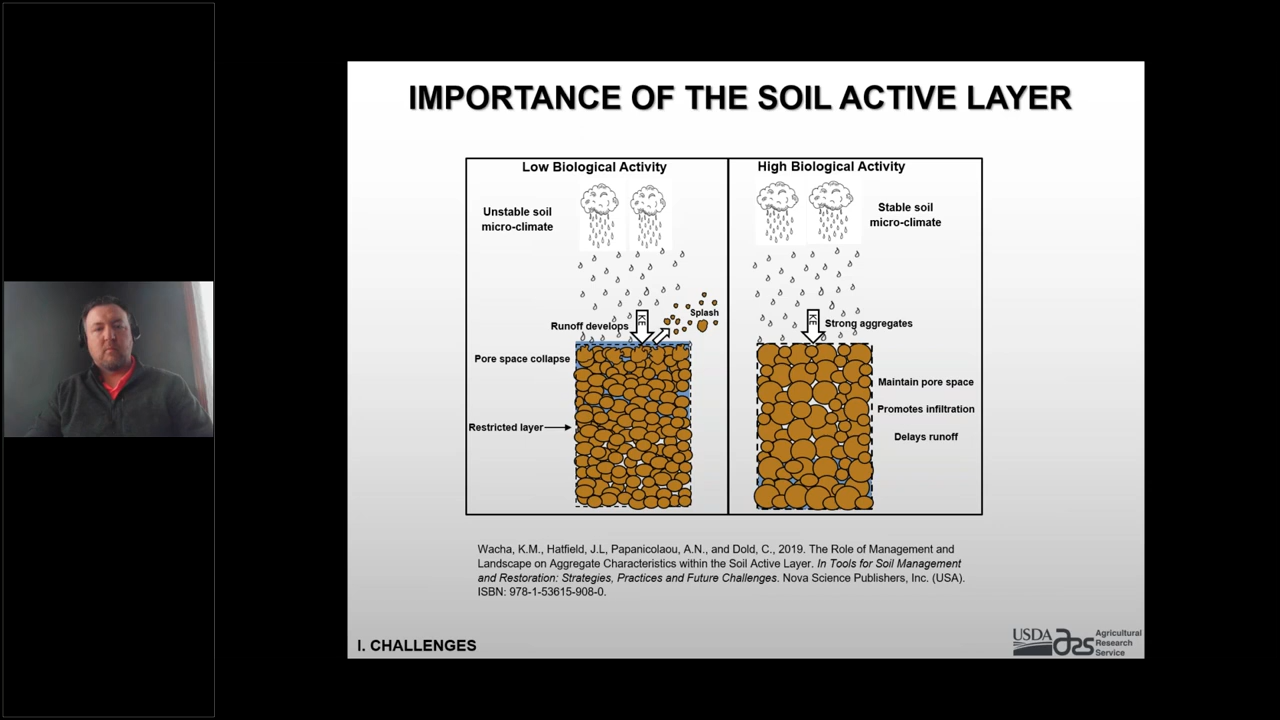 IMPORTANCE OF THE SOIL ACTIVE LAYER
Low Biological Activity
Unstable soil
micro-climate
Splash
KE
Runoff develops
Pore space collapse
Restricted layer
High Biological Activity
Stable soil
micro-climate
KE
Strong aggregates
Maintain pore space
Promotes infiltration
Delays runoff
Wacha, K.M., Hatfield, J.L, Papanicolaou, A.N., and Dold, C., 2019. The Role of Management and
Landscape on Aggregate Characteristics within the Soil Active Layer. In Tools for Soil Management
and Restoration: Strategies, Practices and Future Challenges. Nova Science Publishers, Inc. (USA).
ISBN: 978-1-53615-908-0.
I. CHALLENGES
USDA
ars
Agricultural
Research
Service